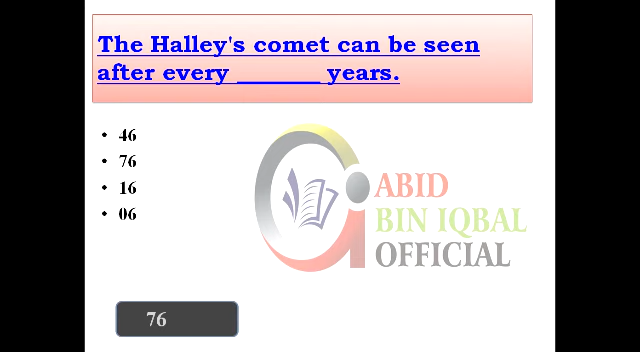 The Halley's comet can be seen
after every _______ years.
• 46
• 76
• 16
• 06
ABID
BIN IQBAL
OFFICIAL
76